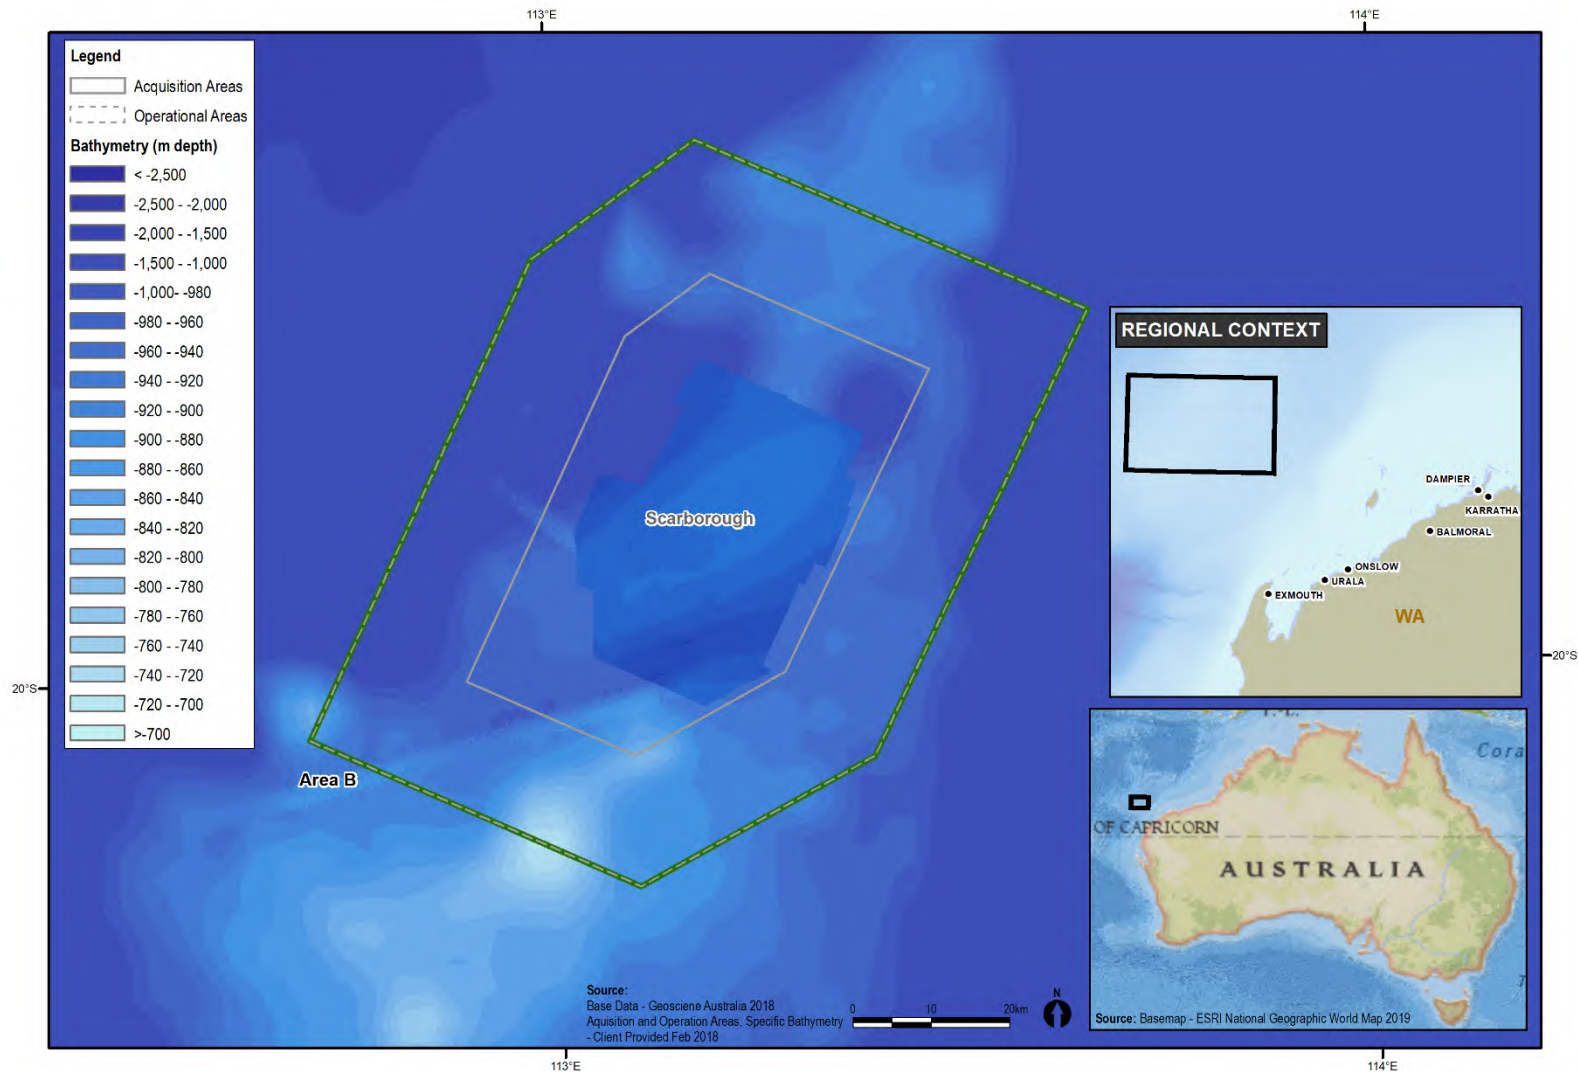 113°E
114°E
Legend
Acquisition Areas
Operational Areas
Bathymetry (m depth)
< -2,500
-2,500 - -2,000
-2,000 - -1,500
-1,500 - -1,000
-1,000- -980
-980 - -960
-960 - -940
-940 - -920
-920 - -900
-900 - -880
-880 - -860
-860 - -840
-840 - -820
-820 - -800
-800 - -780
-780 - -760
-760 - -740
-740 - -720
-720 - -700
>-700
Scarborough
Area B
20°S
20°S
REGIONAL CONTEXT
DAMPIER
KARRATHA
BALMORAL
ONSLOW
URALA
EXMOUTH
WA
Cora
OF CAPRICORN
AUSTRALIA
Source: Basemap - ESRI National Geographic World Map 2019
Source:
Base Data - Geosciene Australia 2018
Aquisition and Operation Areas. Specific Bathymetry
- Client Provided Feb 2018
0 10 20km
N
113°E
114°E